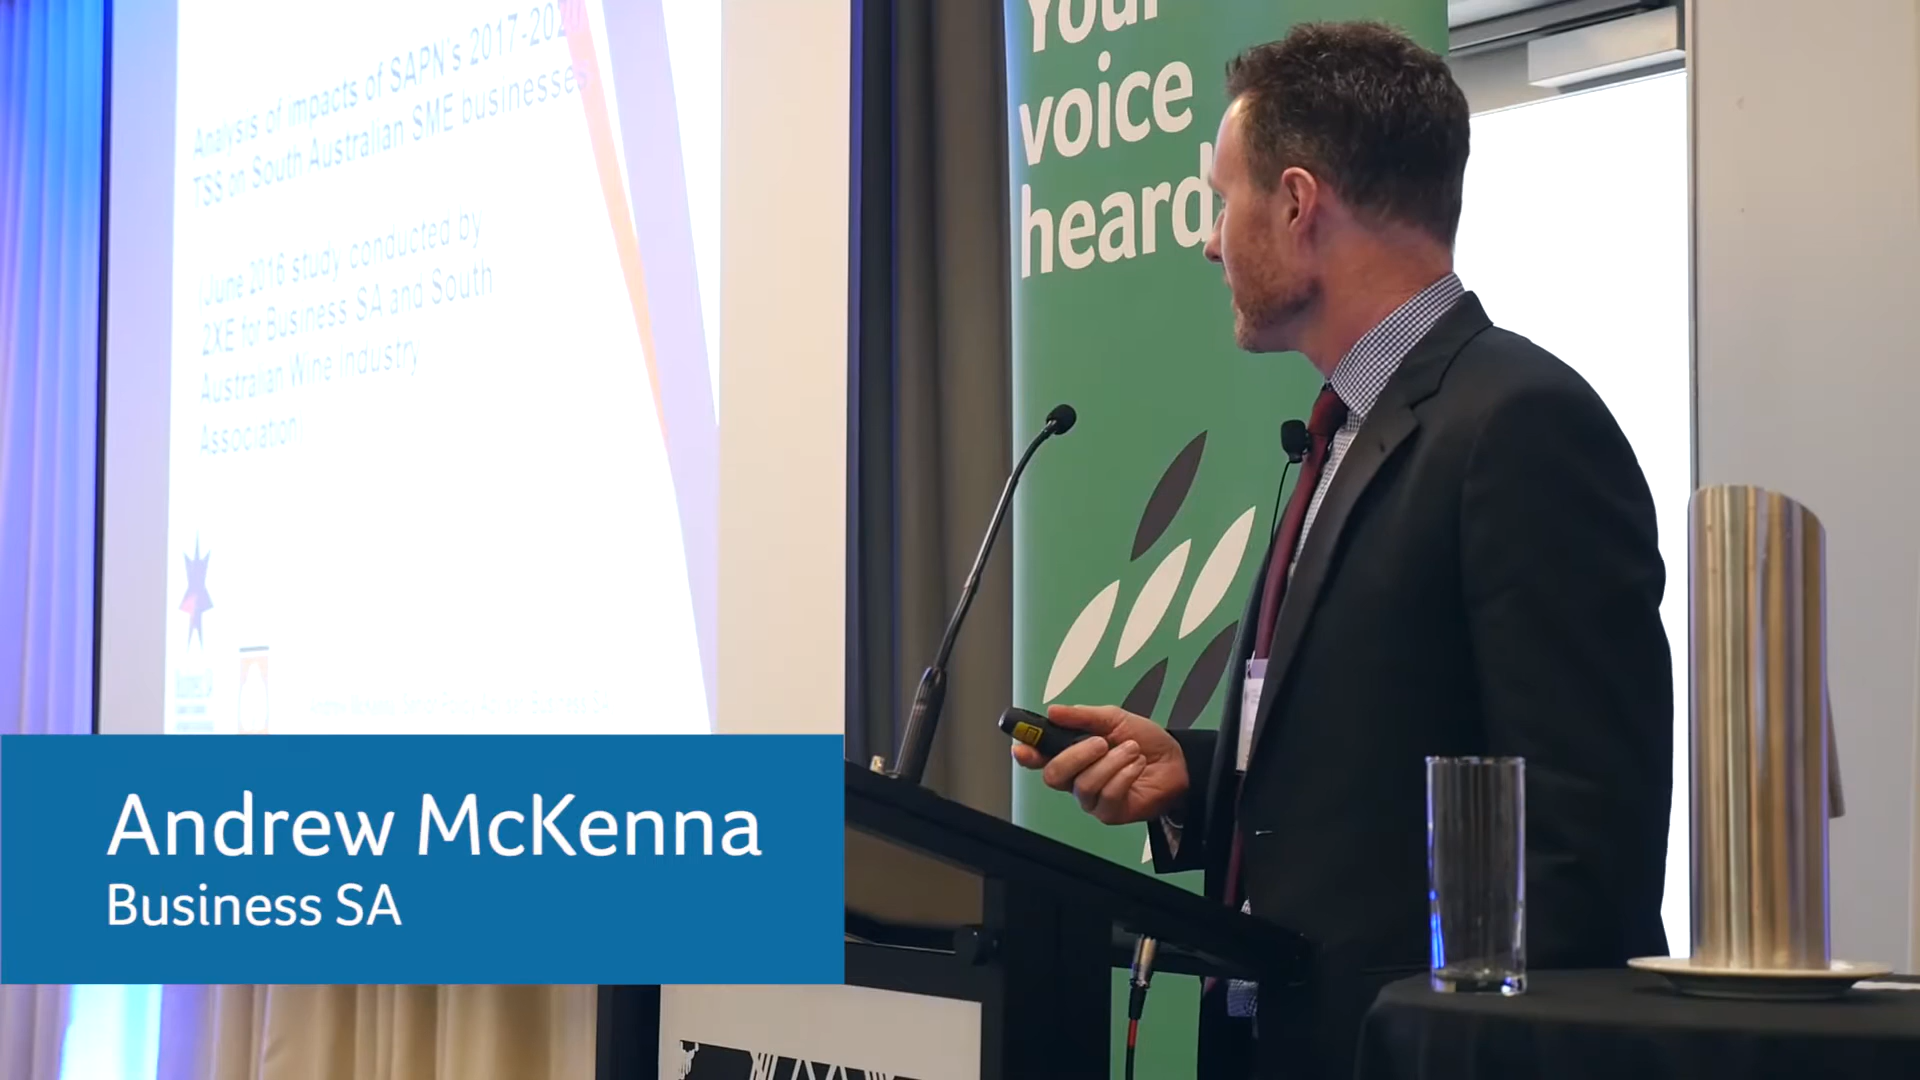 Analysis of impacts of SAPN's 2017-2020
TSS on South Australian SME businesses
(June 2016 study conducted by
2XE for Business SA and South
Australian Wine Industry
Association
Your
voice
heard
Andrew McKenna
Business SA